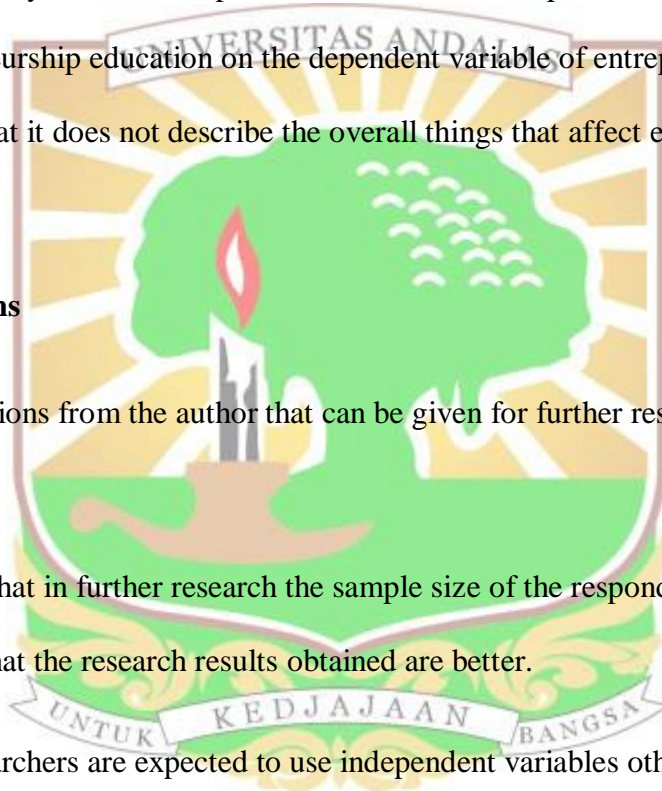 UNIVERSITAS ANDALAS
urship education on the dependent variable of entrep
at it does not describe the overall things that affect e
ns
ions from the author that can be given for further res
hat in further research the sample size of the respond
hat the research results obtained are better.
UNTUK KEDJAJAAN BANGSA
archers are expected to use independent variables oth